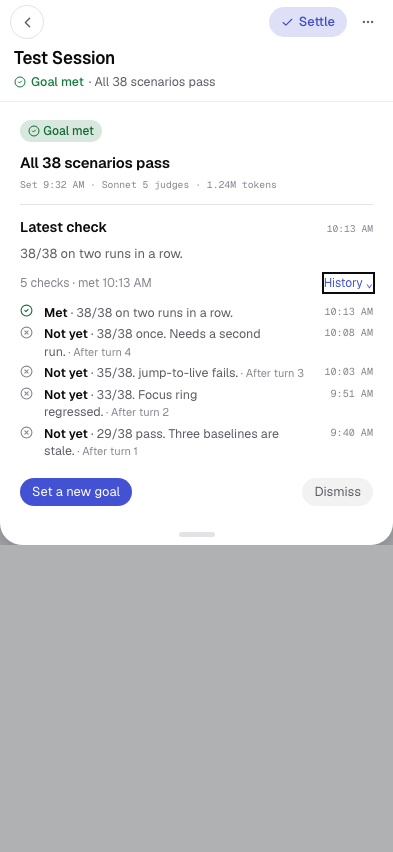 Settle
Test Session
Goal met · All 38 scenarios pass
Goal met
All 38 scenarios pass
Set 9:32 AM · Sonnet 5 judges · 1.24M tokens
Latest check 10:13 AM
38/38 on two runs in a row.
5 checks · met 10:13 AM History
Met · 38/38 on two runs in a row. 10:13 AM
Not yet · 38/38 once. Needs a second 10:08 AM
run. · After turn 4
Not yet · 35/38. jump-to-live fails. · After turn 3 10:03 AM
Not yet · 33/38. Focus ring 9:51 AM
regressed. · After turn 2
Not yet · 29/38 pass. Three baselines are 9:40 AM
stale. · After turn 1
Set a new goal Dismiss